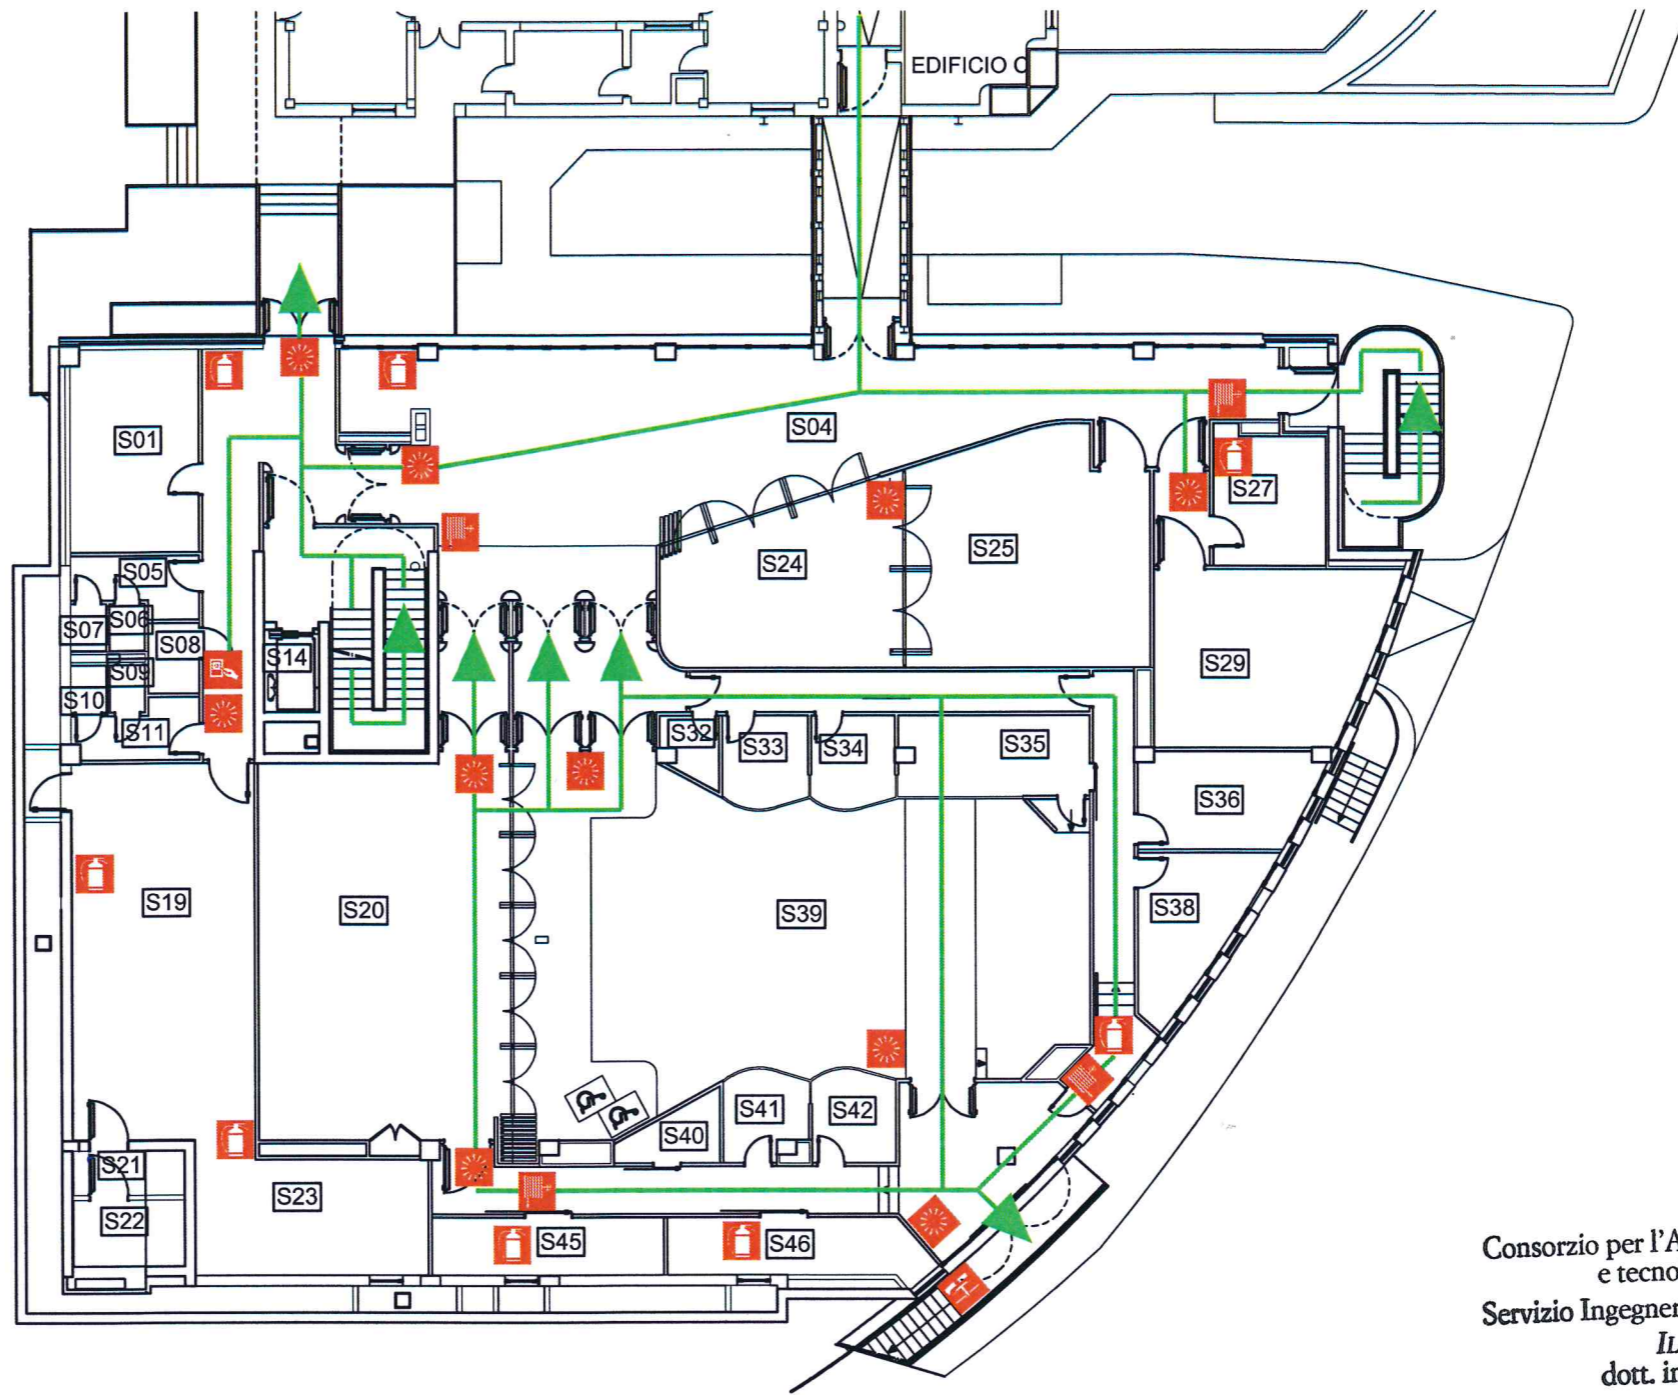 EDIFICIO C
S01
S04
S27
S25
S24
S05
S06
S07
S08
S14
S29
S09
S10
S11
S32
S33
S34
S35
S36
S19
S20
S39
S38
S41
S42
S40
S21
S23
S22
S45
S46
Consorzio per l'A
e tecno
Servizio Ingegner
IL
dott. in